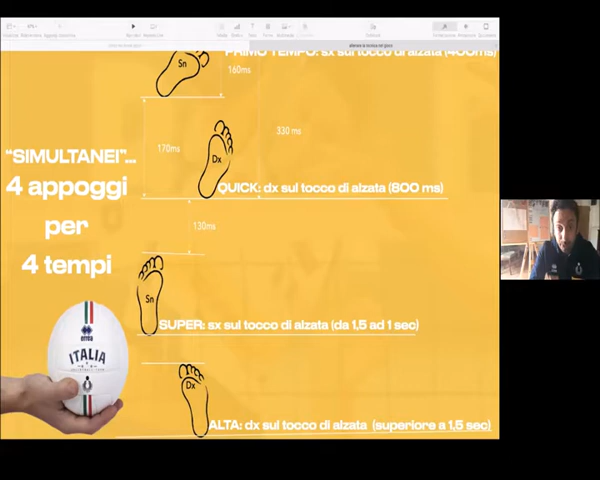 PRIMO TEMPO: sx sul tocco di alzata (400ms)
Sn
160ms
"SIMULTANEI"...
4 appoggi
per
4 tempi
170ms
330 ms
Dx
QUICK: dx sul tocco di alzata (800 ms)
130ms
Sn
SUPER: sx sul tocco di alzata (da 1,5 ad 1 sec)
errea
ITALIA
Dx
ALTA: dx sul tocco di alzata (superiore a 1,5 sec)